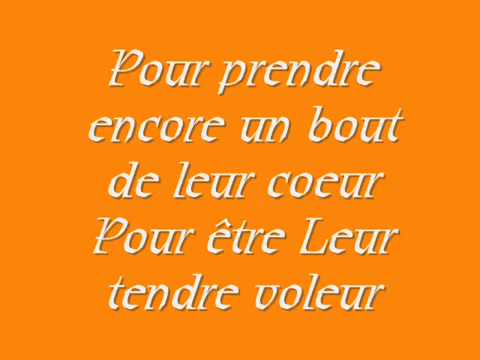 Pour prendre
encore un bout
de leur coeur
Pour être Leur
tendre voleur